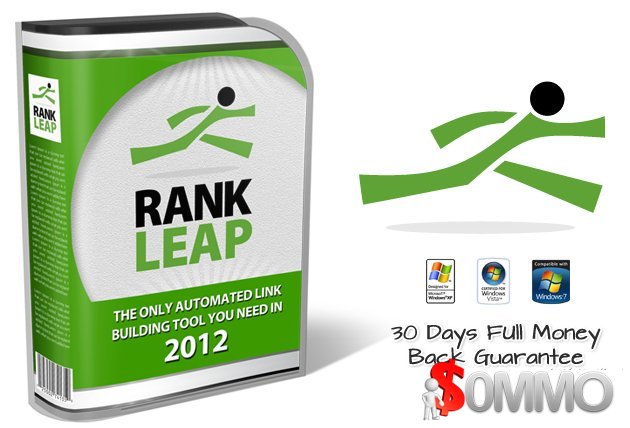 RANK
LEAP
RANK
LEAP
THE ONLY AUTOMATED LINK
BUILDING TOOL YOU NEED IN
2012
Designed for
Microsoft
Windows XP
CERTIFIED FOR
Windows
Vista
Compatible with
Windows 7
30 Days Full Money
Back Guarantee
$0MMO